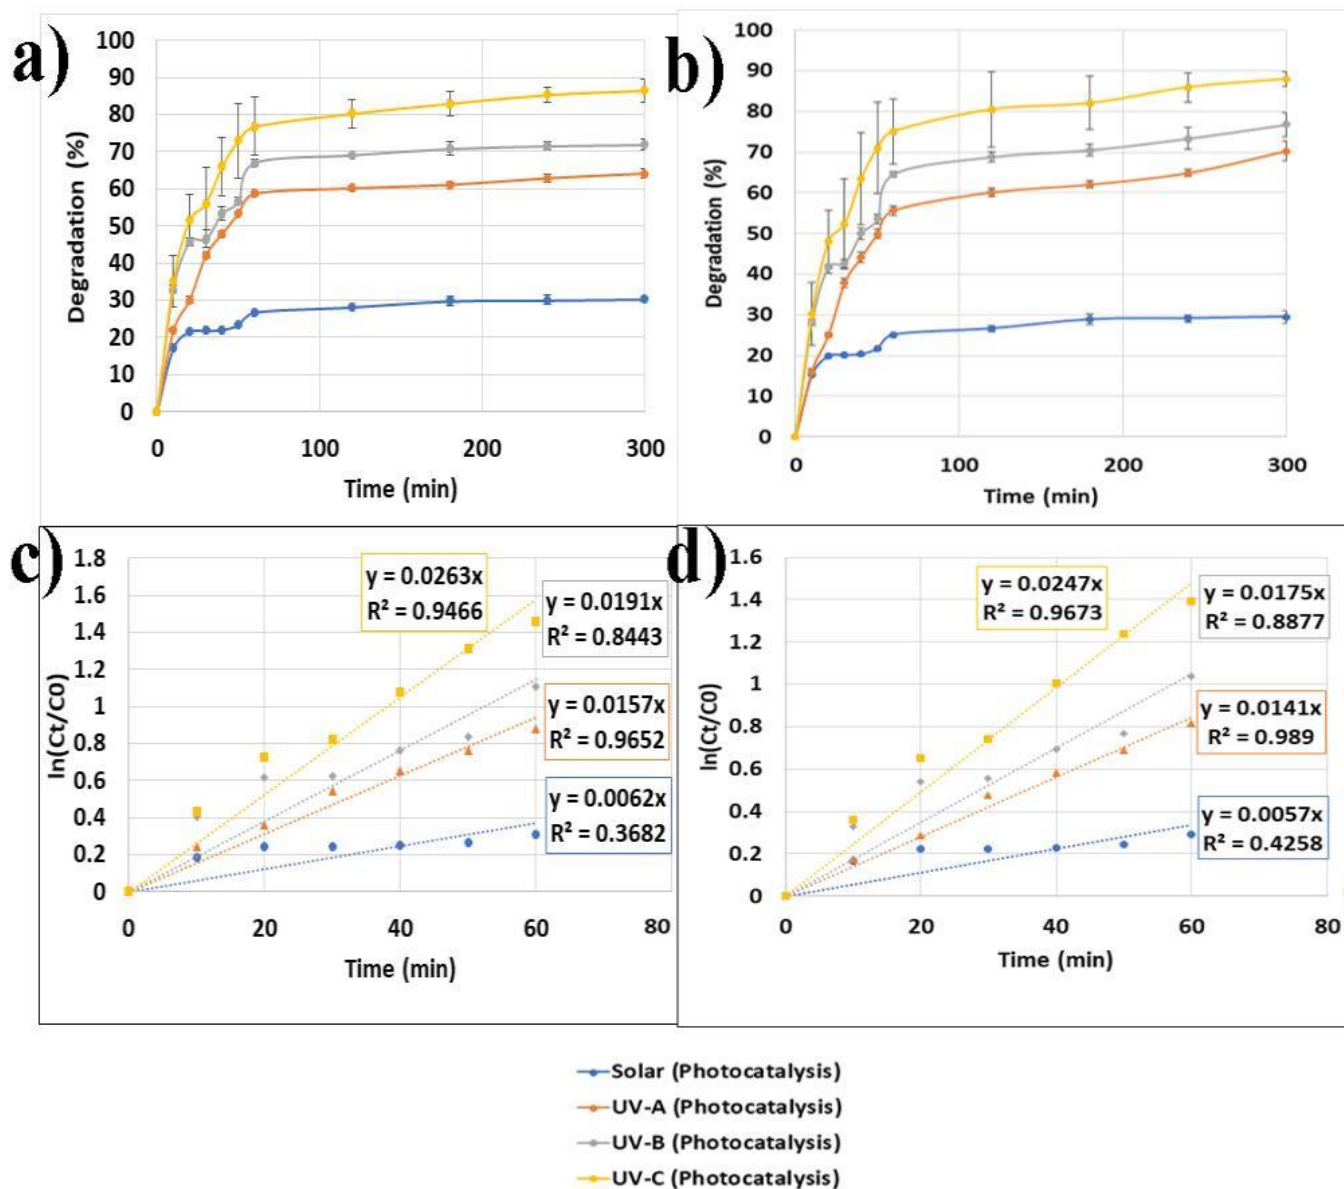 a)
100
90
80
70
60
50
40
30
20
10
0
Degradation (%)
0 100 200 300
Time (min)
b)
100
90
80
70
60
50
40
30
20
10
0
Degradation (%)
0 100 200 300
Time (min)
c)
1.8
1.6
1.4
1.2
1
0.8
0.6
0.4
0.2
0
ln(Ct/C0)
y = 0.0263x
R² = 0.9466
y = 0.0191x
R² = 0.8443
y = 0.0157x
R² = 0.9652
y = 0.0062x
R² = 0.3682
0 20 40 60 80
Time (min)
d)
1.6
1.4
1.2
1
0.8
0.6
0.4
0.2
0
ln(Ct/C0)
y = 0.0247x
R² = 0.9673
y = 0.0175x
R² = 0.8877
y = 0.0141x
R² = 0.989
y = 0.0057x
R² = 0.4258
0 20 40 60 80
Time (min)
Solar (Photocatalysis)
UV-A (Photocatalysis)
UV-B (Photocatalysis)
UV-C (Photocatalysis)